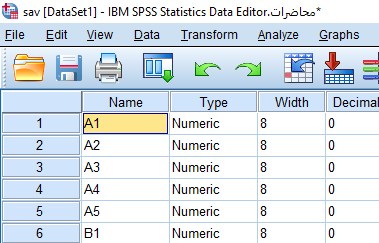 *محاضرات.sav [DataSet1] - IBM SPSS Statistics Data Editor
File Edit View Data Transform Analyze Graphs
Name Type Width Decimal
1 A1 Numeric 8 0
2 A2 Numeric 8 0
3 A3 Numeric 8 0
4 A4 Numeric 8 0
5 A5 Numeric 8 0
6 B1 Numeric 8 0